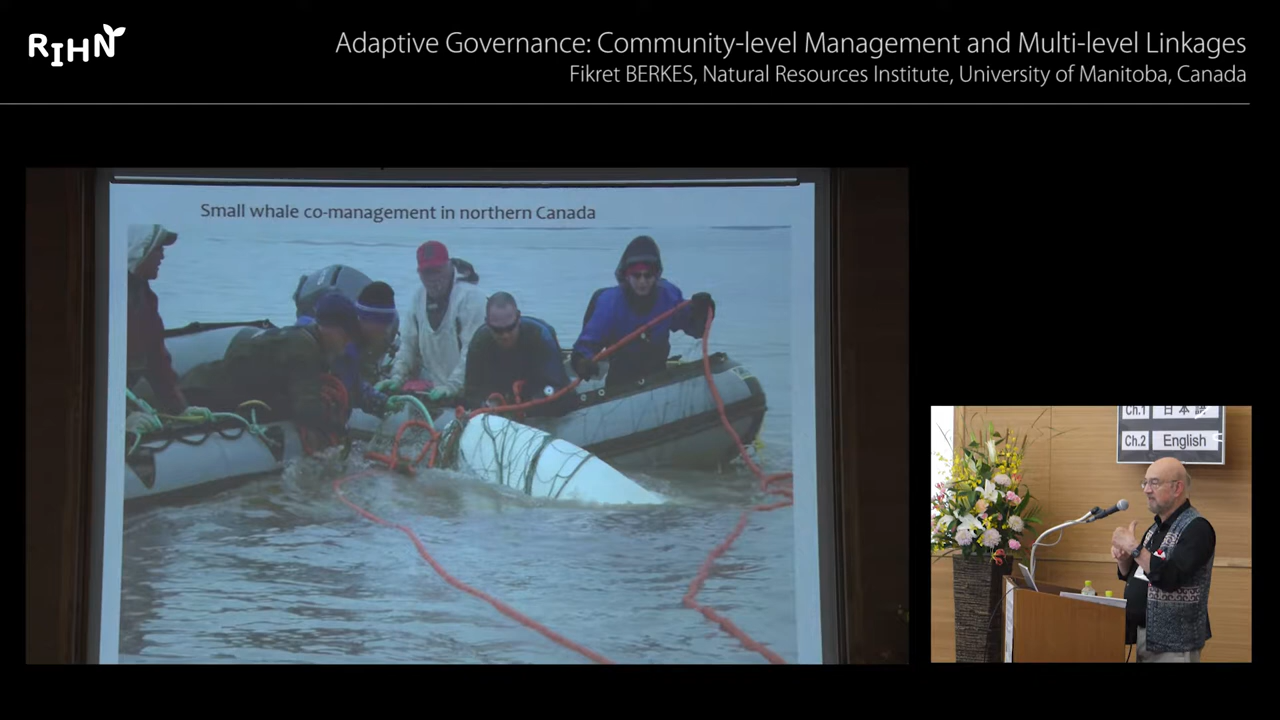 RIHN
Adaptive Governance: Community-level Management and Multi-level Linkages
Fikret BERKES, Natural Resources Institute, University of Manitoba, Canada
Small whale co-management in northern Canada
Ch.1 日本語
Ch.2 English